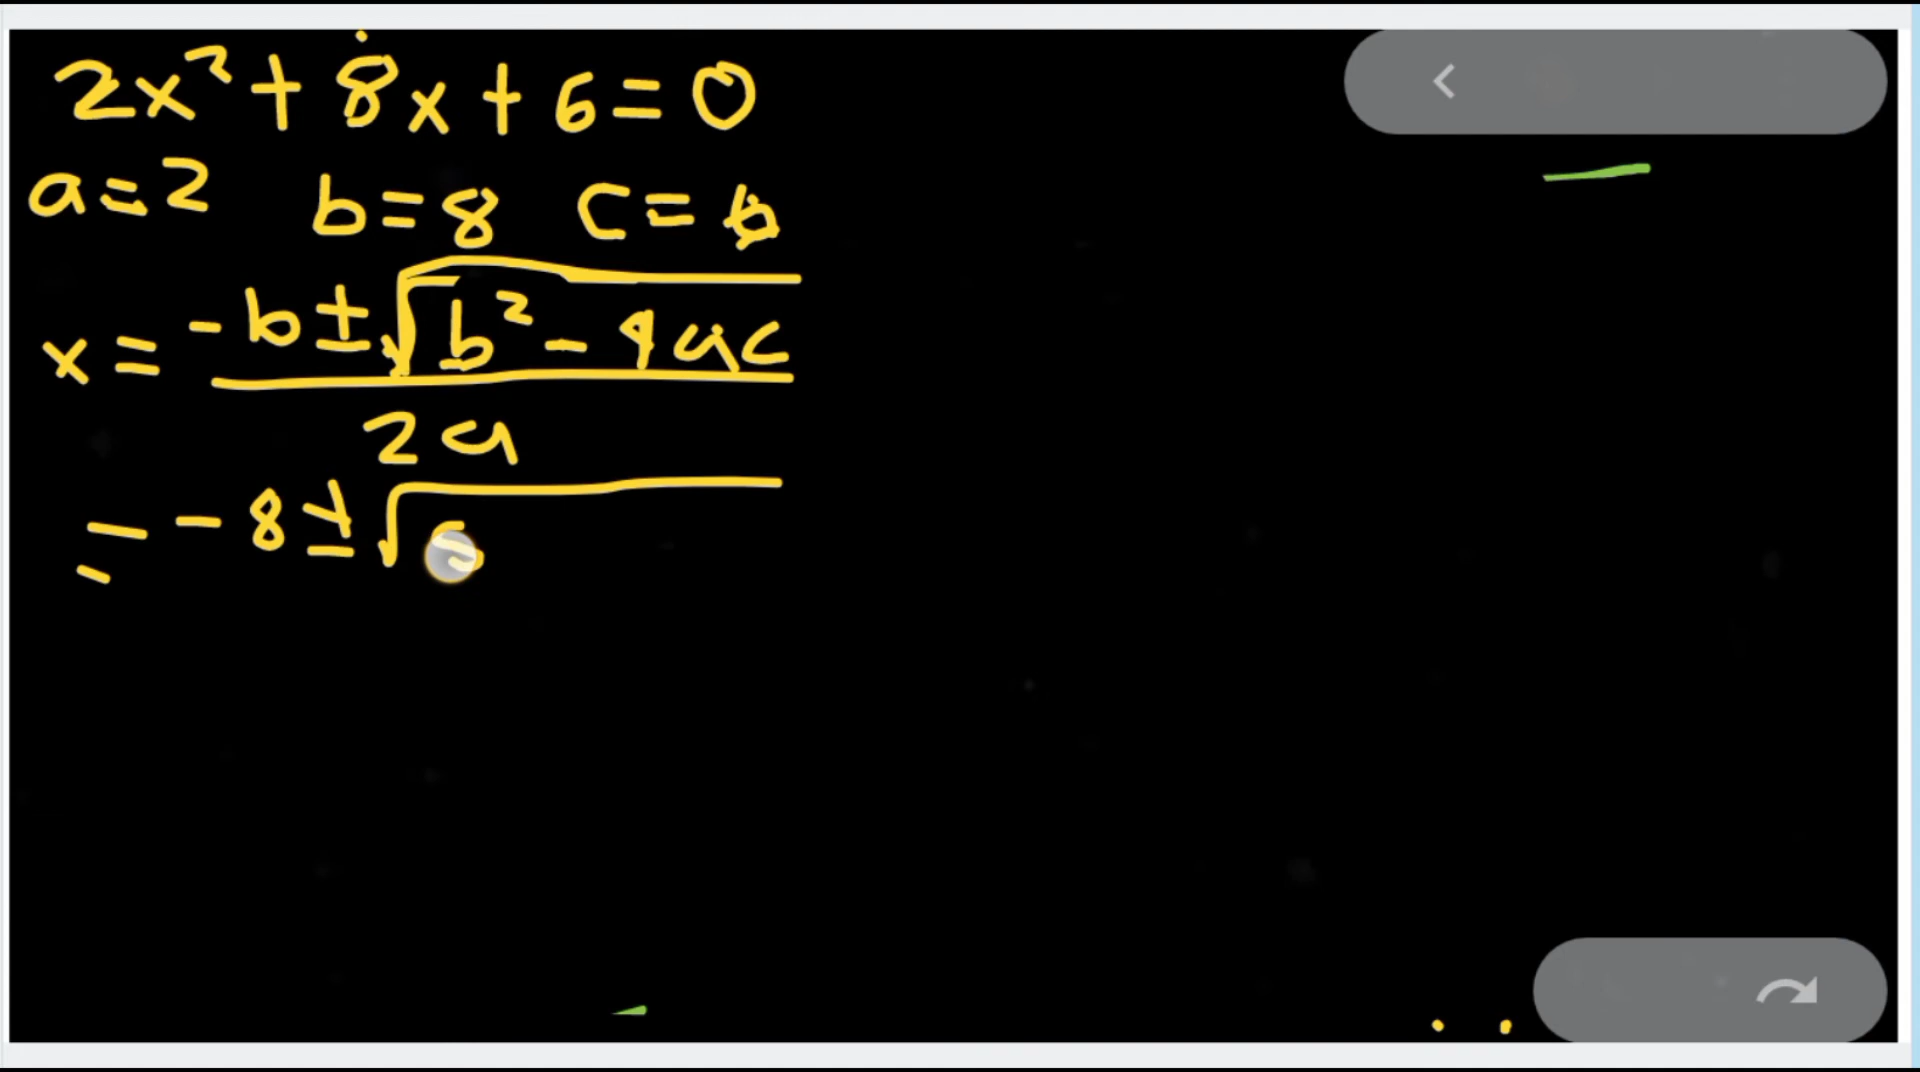 2x² + 8x + 6 = 0
a = 2 b = 8 c = 6
x = -b ± √b² - 4ac
2a
= -8 ± √